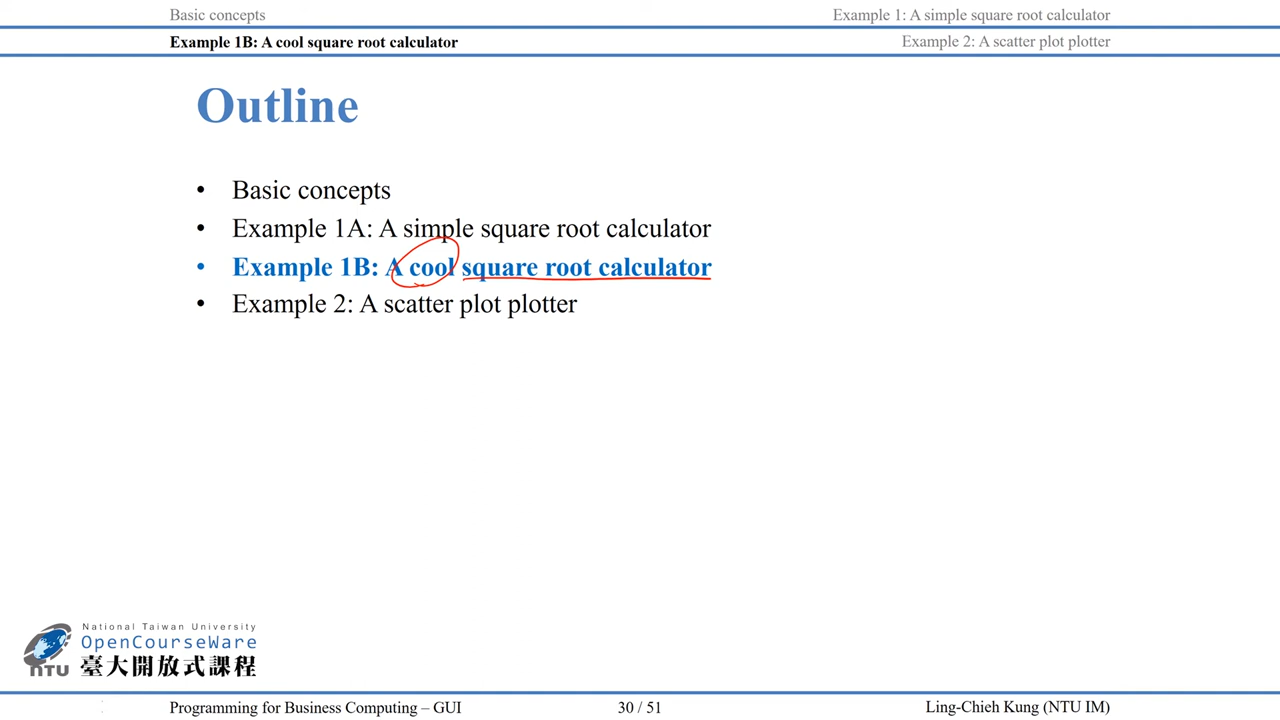 Basic concepts
Example 1: A simple square root calculator
Example 1B: A cool square root calculator
Example 2: A scatter plot plotter
Outline
• Basic concepts
• Example 1A: A simple square root calculator
• Example 1B: A cool square root calculator
• Example 2: A scatter plot plotter
National Taiwan University
OpenCourseWare
NTU 臺大開放式課程
Programming for Business Computing – GUI
30 / 51
Ling-Chieh Kung (NTU IM)